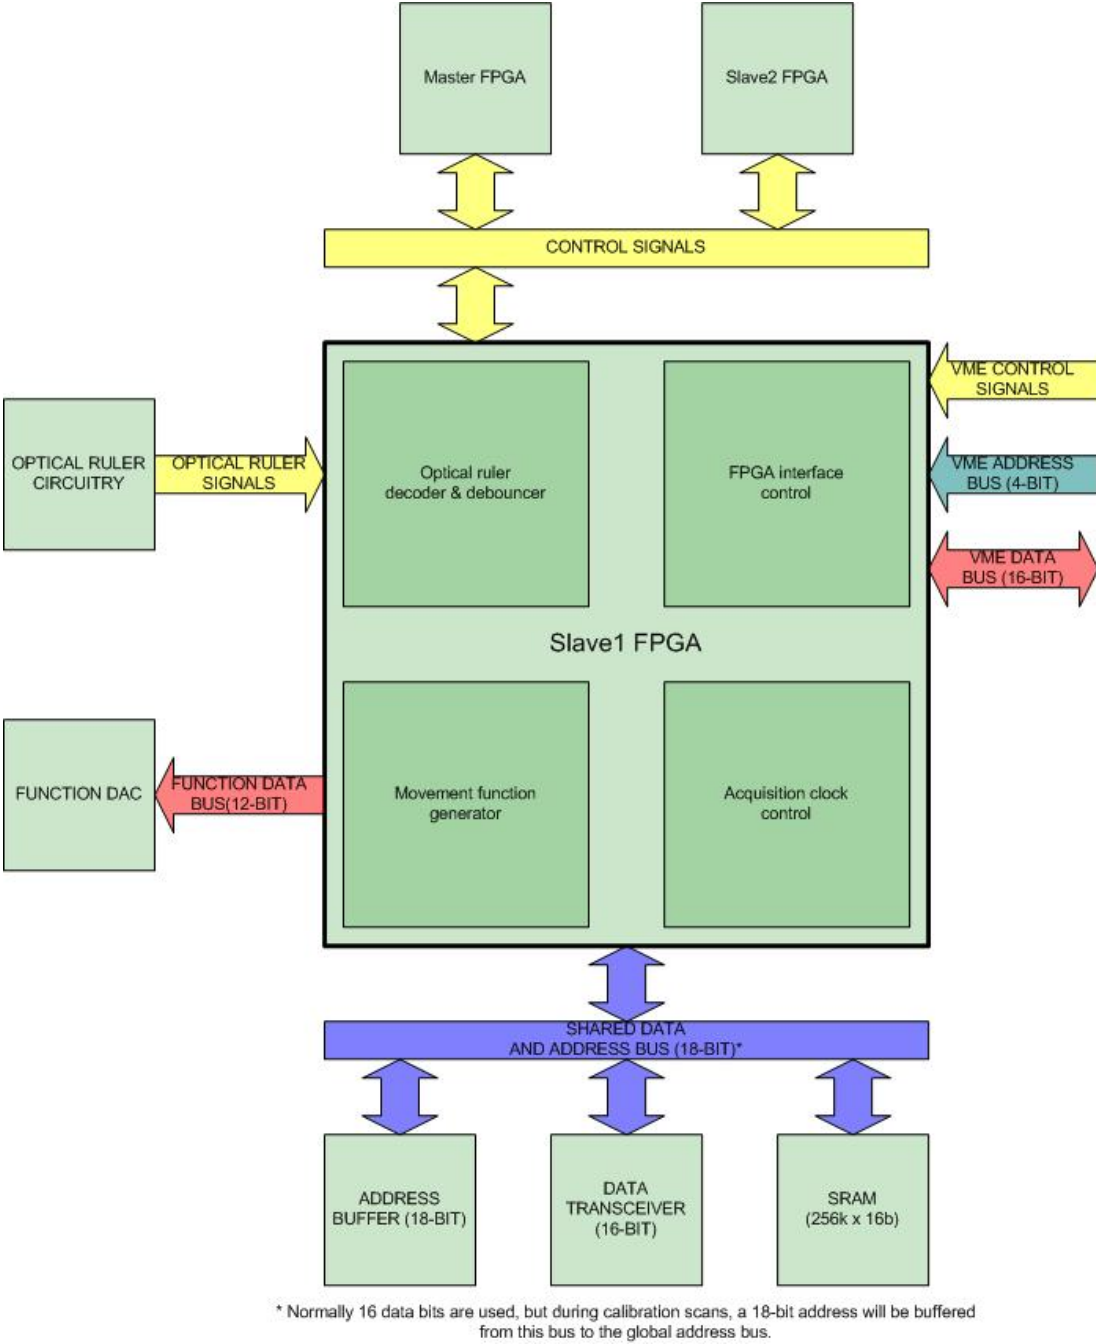 Master FPGA
Slave2 FPGA
CONTROL SIGNALS
VME CONTROL
SIGNALS
OPTICAL RULER
CIRCUITRY
OPTICAL RULER
SIGNALS
Optical ruler
decoder & debouncer
FPGA interface
control
VME ADDRESS
BUS (4-BIT)
VME DATA
BUS (16-BIT)
Slave1 FPGA
FUNCTION DAC
FUNCTION DATA
BUS(12-BIT)
Movement function
generator
Acquisition clock
control
SHARED DATA
AND ADDRESS BUS (18-BIT)*
ADDRESS
BUFFER (18-BIT)
DATA
TRANSCEIVER
(16-BIT)
SRAM
(256k x 16b)
* Normally 16 data bits are used, but during calibration scans, a 18-bit address will be buffered
from this bus to the global address bus.